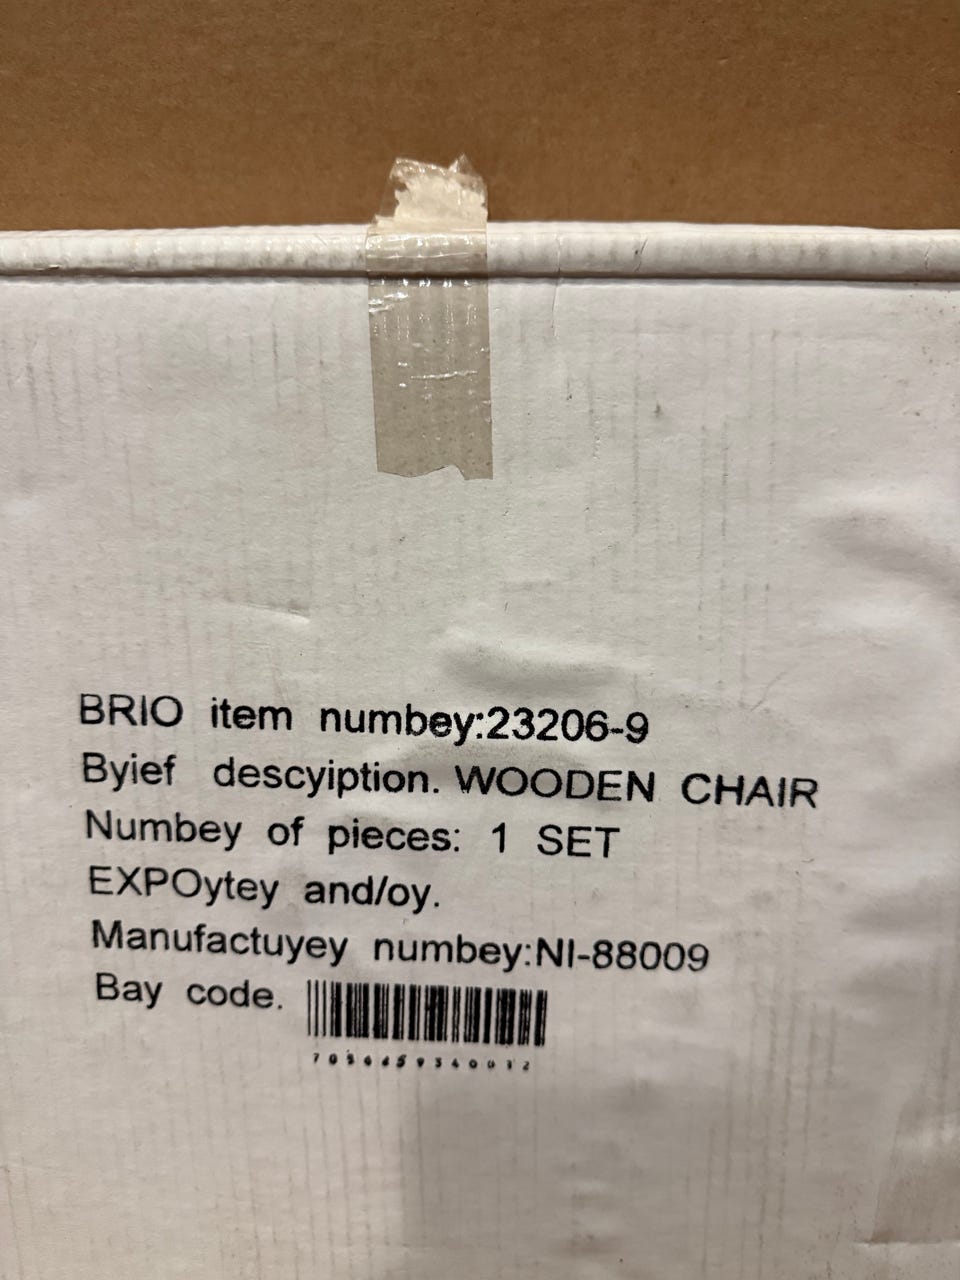 BRIO item numbey:23206-9
Byief descyiption. WOODEN CHAIR
Numbey of pieces: 1 SET
EXPOytey and/oy.
Manufactuyey numbey:NI-88009
Bay code.